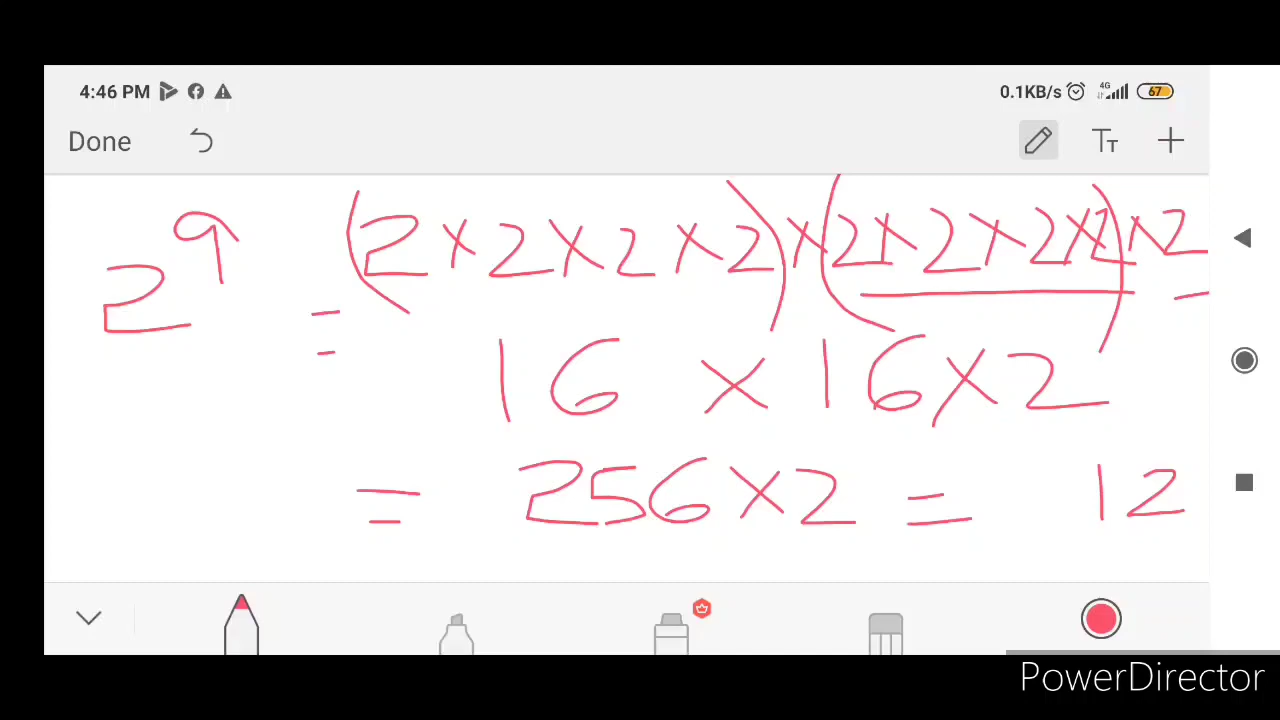 4:46 PM 0.1KB/s 4G 67
Done Tт
2⁹ = (2 × 2 × 2 × 2) × (2 × 2 × 2 × 2) × 2 =
16 × 16 × 2
= 256 × 2 = 12
PowerDirector